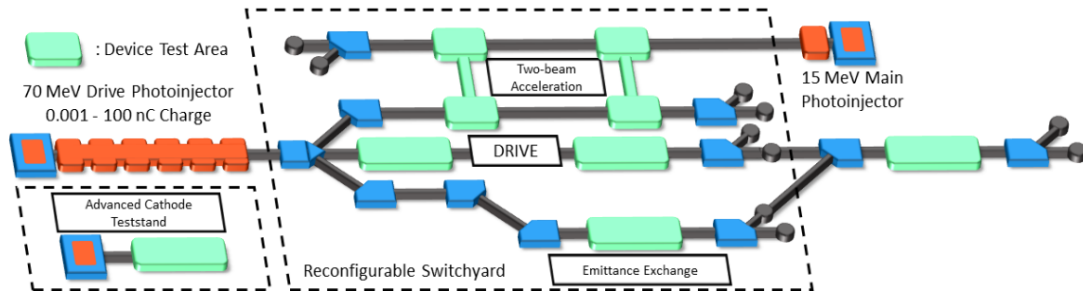 : Device Test Area
70 MeV Drive Photoinjector
0.001 - 100 nC Charge
Two-beam
Acceleration
15 MeV Main
Photoinjector
DRIVE
Advanced Cathode
Teststand
Reconfigurable Switchyard
Emittance Exchange